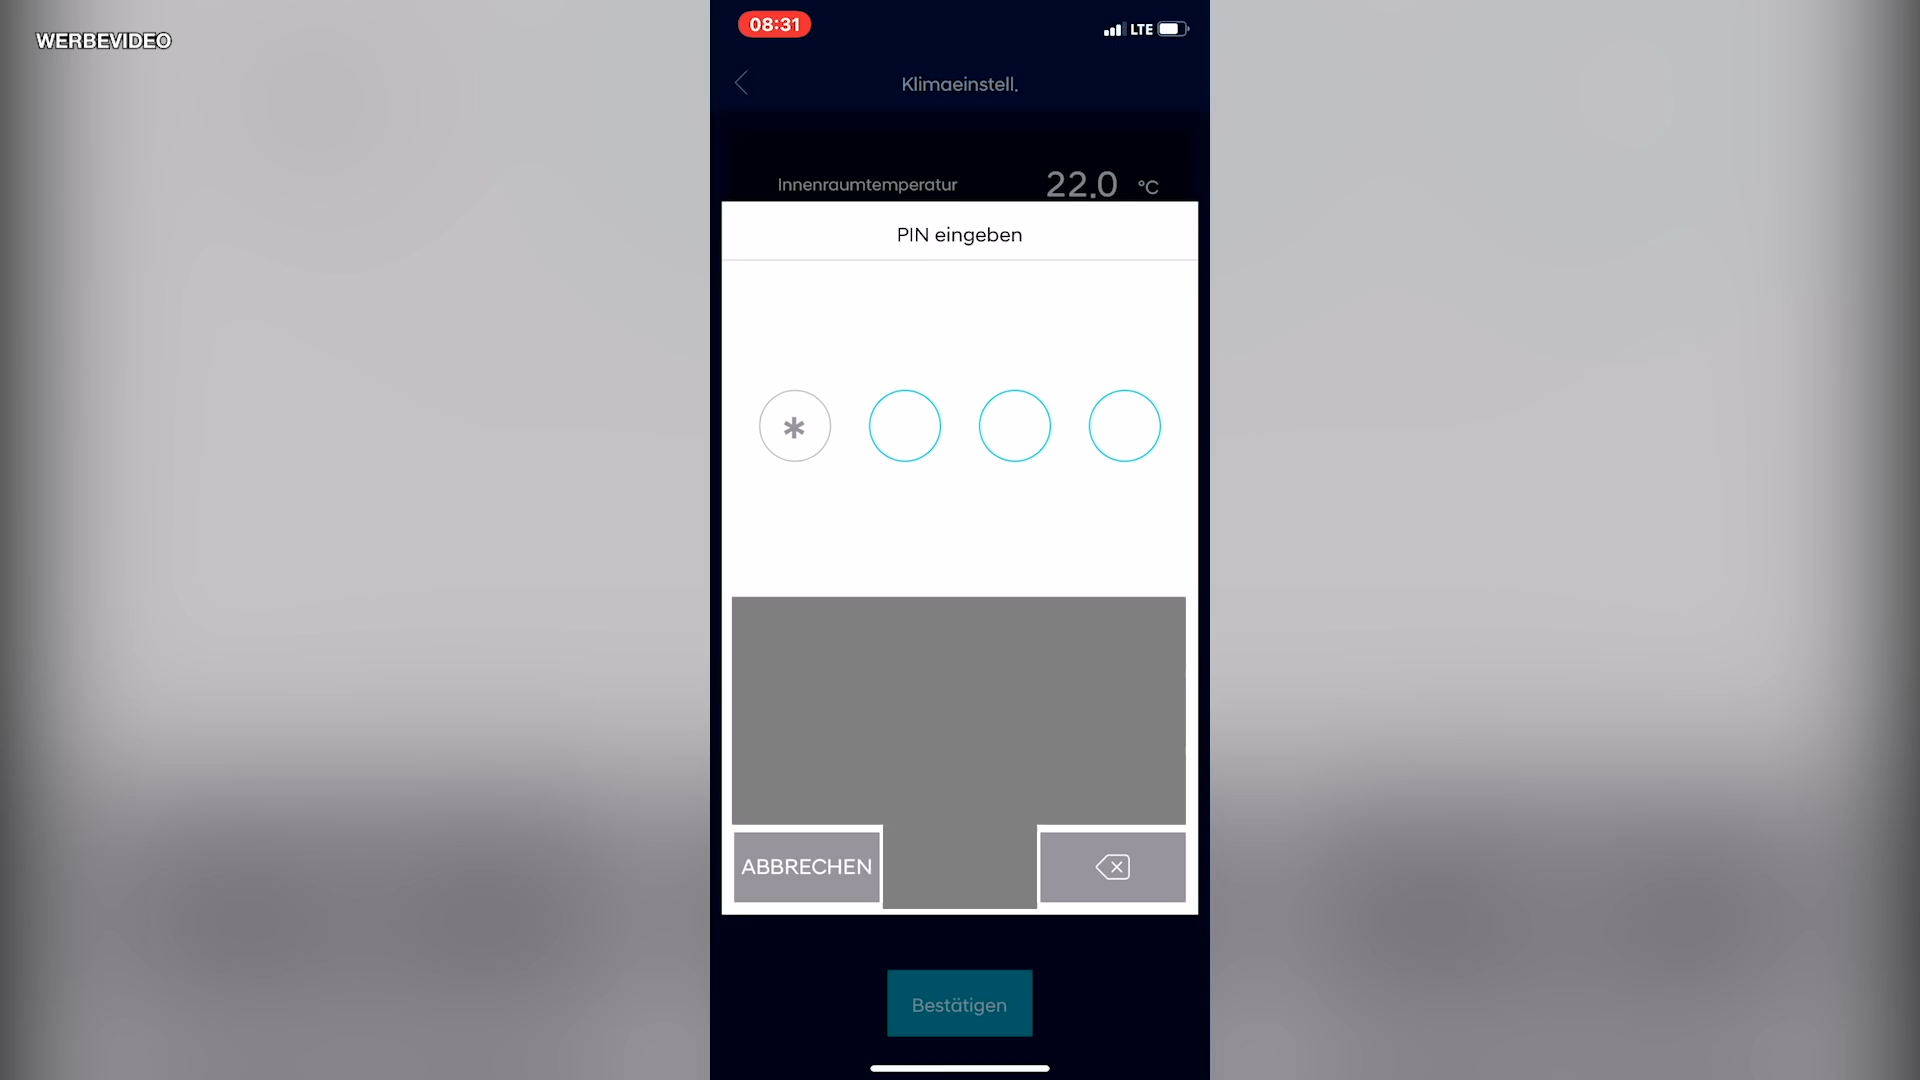 WERBEVIDEO
08:31
LTE
Klimaeinstell.
Innenraumtemperatur 22.0 °C
PIN eingeben
*
ABBRECHEN
Bestätigen